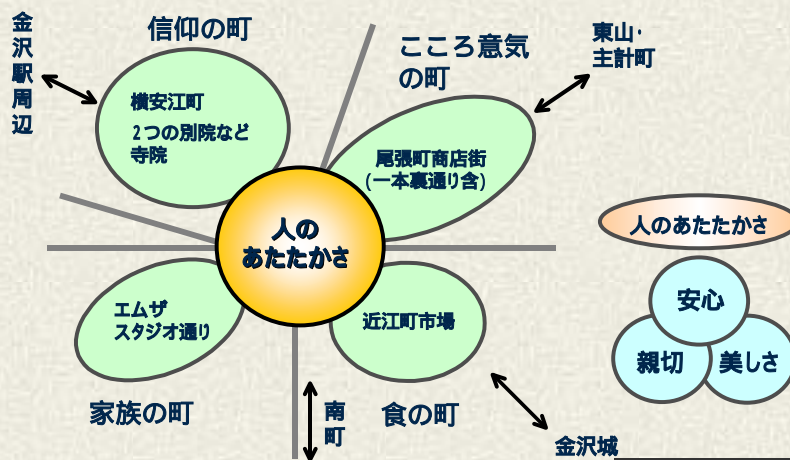 金沢駅周辺
信仰の町
横安江町
2つの別院など
寺院
こころ意気
の町
東山・
主計町
尾張町商店街
(一本裏通り含)
人の
あたたかさ
人のあたたかさ
安心
親切
美しさ
エムザ
スタジオ通り
近江町市場
家族の町
南町
食の町
金沢城